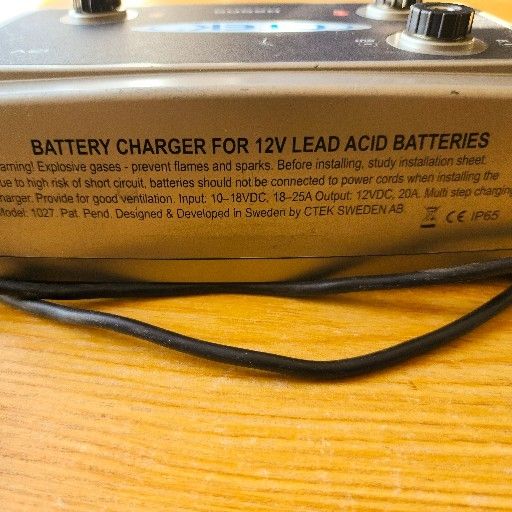 BATTERY CHARGER FOR 12V LEAD ACID BATTERIES
arning! Explosive gases - prevent flames and sparks. Before installing, study installation sheet.
ue to high risk of short circuit, batteries should not be connected to power cords when installing the
harger. Provide for good ventilation. Input: 10–18VDC, 18-25A Output: 12VDC, 20A. Multi step charging
Model: 1027. Pat. Pend. Designed & Developed in Sweden by CTEK SWEDEN AB CE IP65